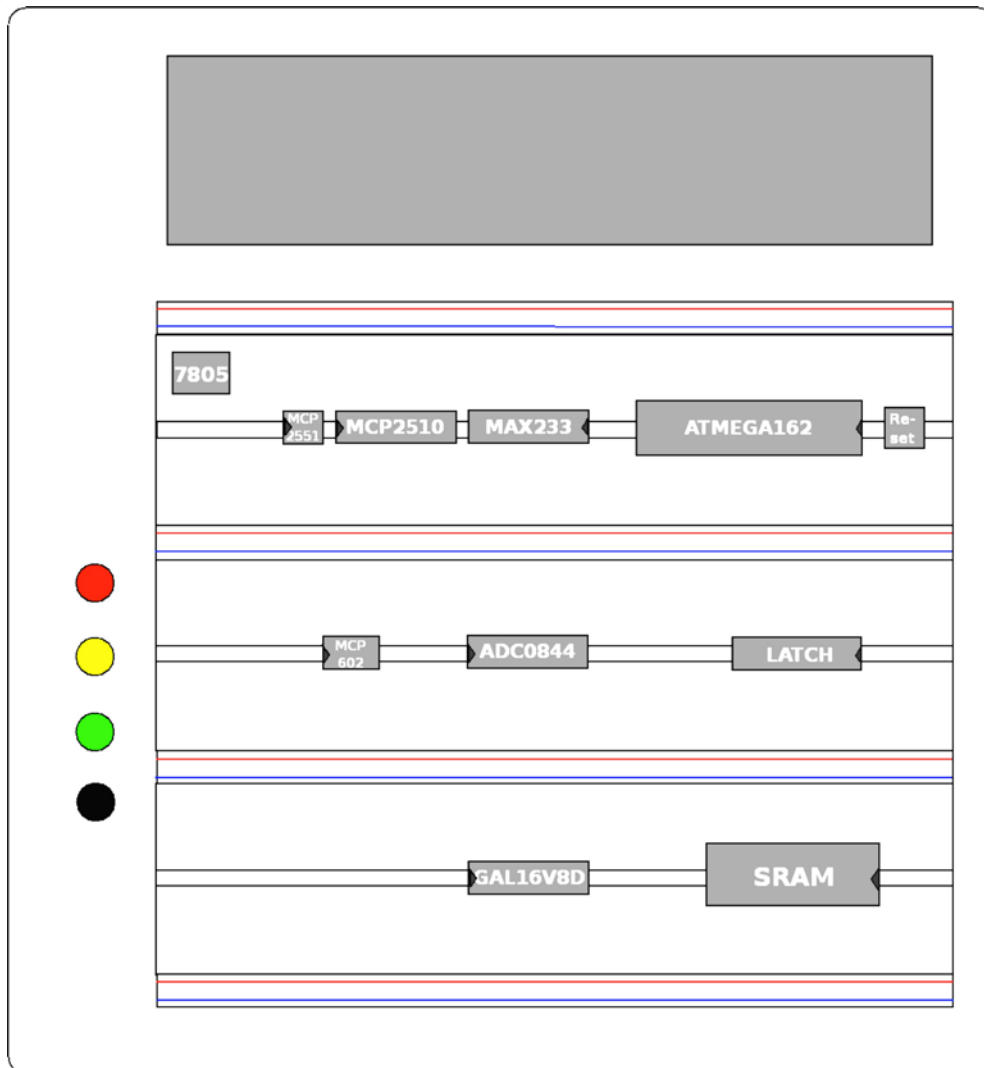 7805
MCP
2551
MCP2510
MAX233
ATMEGA162
Re-
set
MCP
602
ADC0844
LATCH
GAL16V8D
SRAM